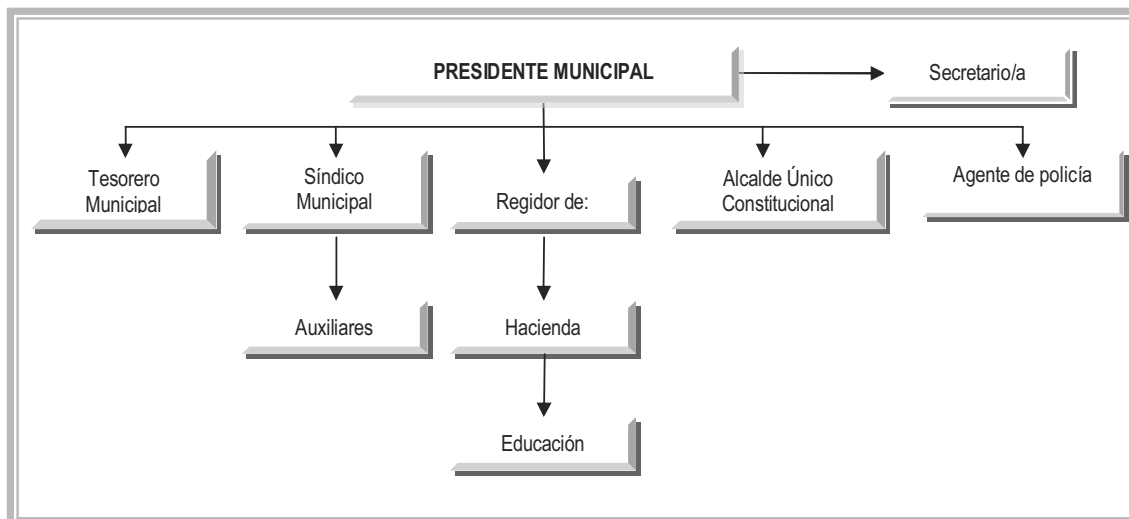 PRESIDENTE MUNICIPAL
Secretario/a
Tesorero
Municipal
Síndico
Municipal
Regidor de:
Alcalde Único
Constitucional
Agente de policía
Auxiliares
Hacienda
Educación